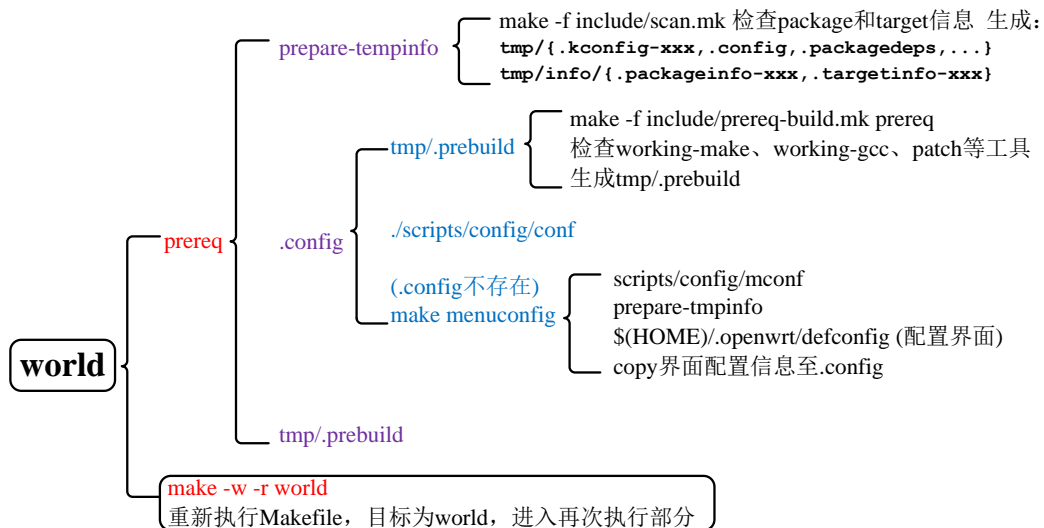 make -f include/scan.mk 检查package和target信息 生成：
prepare-tempinfo
tmp/{.kconfig-xxx,.config,.packagedeps,...}
tmp/info/{.packageinfo-xxx,.targetinfo-xxx}
make -f include/prereq-build.mk prereq
tmp/.prebuild
检查working-make、working-gcc、patch等工具
生成tmp/.prebuild
prereq
.config
./scripts/config/conf
(.config不存在)
make menuconfig
scripts/config/mconf
prepare-tmpinfo
$(HOME)/.openwrt/defconfig (配置界面)
copy界面配置信息至.config
world
tmp/.prebuild
make -w -r world
重新执行Makefile，目标为world，进入再次执行部分